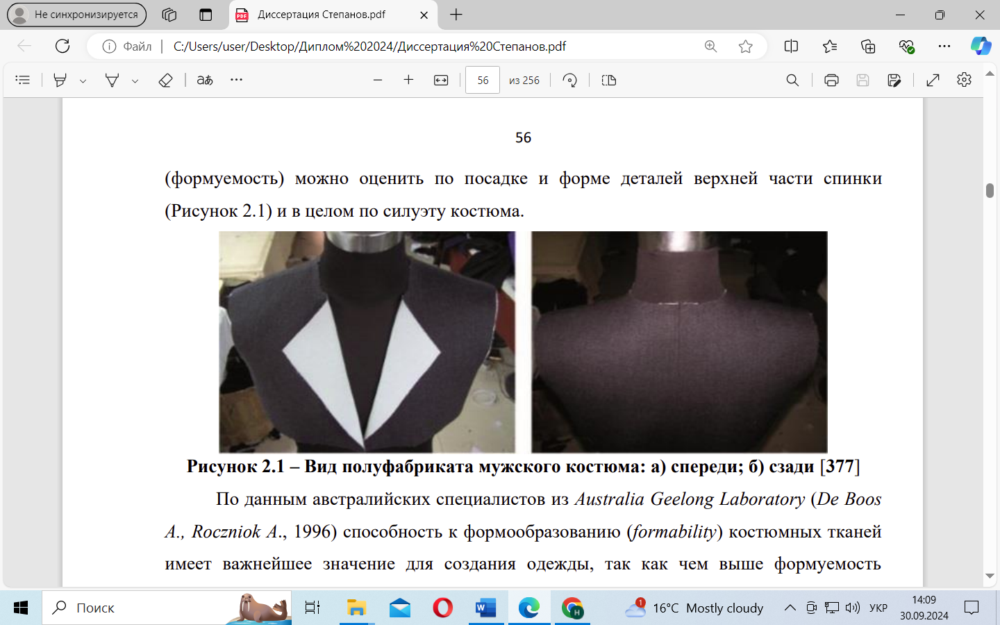 Не синхронизируется
Диссертация Степанов.pdf
Файл
C:/Users/user/Desktop/Диплом%202024/Диссертация%20Степанов.pdf
56 из 256
56
(формуемость) можно оценить по посадке и форме деталей верхней части спинки
(Рисунок 2.1) и в целом по силуэту костюма.
Рисунок 2.1 – Вид полуфабриката мужского костюма: а) спереди; б) сзади [377]
По данным австралийских специалистов из Australia Geelong Laboratory (De Boos
A., Roczniok A., 1996) способность к формообразованию (formability) костюмных тканей
имеет важнейшее значение для создания одежды, так как чем выше формуемость
Поиск
1
16°C Mostly cloudy
УКР
14:09
30.09.2024